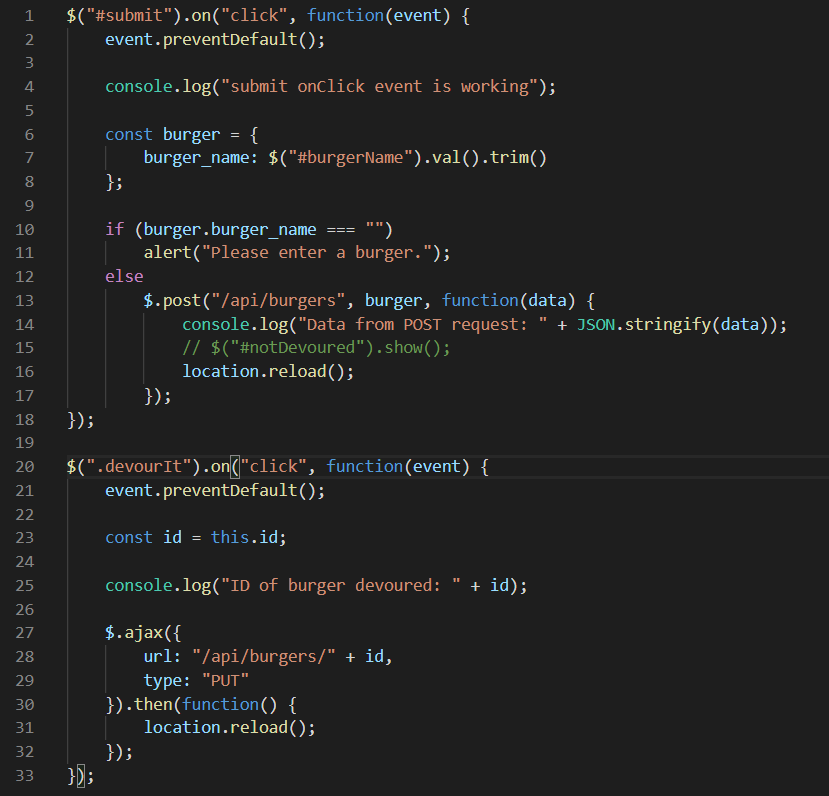 1 $("#submit").on("click", function(event) {
2     event.preventDefault();
3
4     console.log("submit onClick event is working");
5
6     const burger = {
7         burger_name: $("#burgerName").val().trim()
8     };
9
10     if (burger.burger_name === "")
11         alert("Please enter a burger.");
12     else
13         $.post("/api/burgers", burger, function(data) {
14             console.log("Data from POST request: " + JSON.stringify(data));
15             // $("#notDevoured").show();
16             location.reload();
17         });
18 });
19
20 $(".devourIt").on("click", function(event) {
21     event.preventDefault();
22
23     const id = this.id;
24
25     console.log("ID of burger devoured: " + id);
26
27     $.ajax({
28         url: "/api/burgers/" + id,
29         type: "PUT"
30     }).then(function() {
31         location.reload();
32     });
33 });